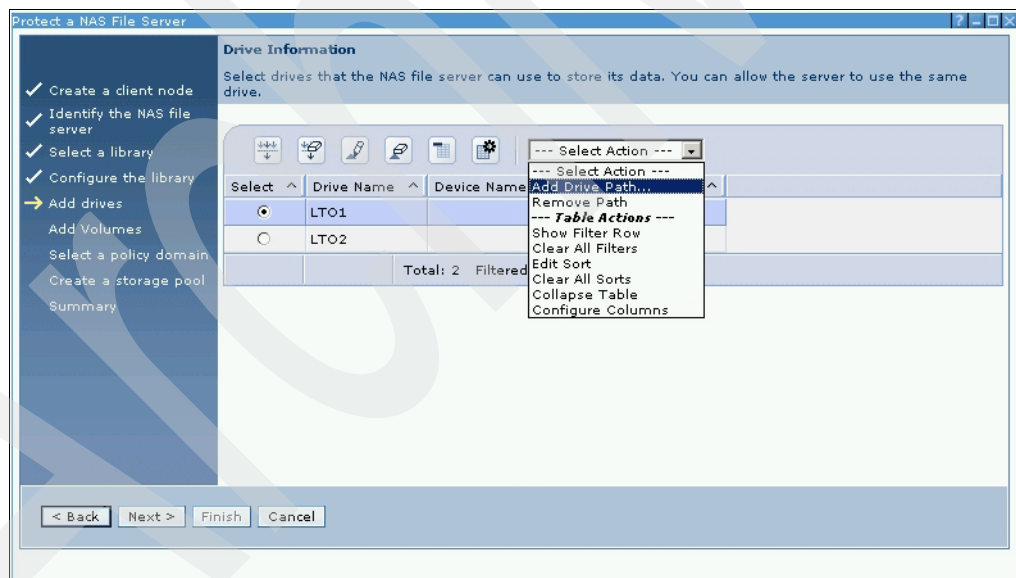 Protect a NAS File Server
Create a client node
Identify the NAS file
server
Select a library
Configure the library
Add drives
Add Volumes
Select a policy domain
Create a storage pool
Summary
Drive Information
Select drives that the NAS file server can use to store its data. You can allow the server to use the same
drive.
--- Select Action ---
Select Drive Name Device Name
LTO1
LTO2
Total: 2 Filtered
--- Select Action ---
Add Drive Path...
Remove Path
--- Table Actions ---
Show Filter Row
Clear All Filters
Edit Sort
Clear All Sorts
Collapse Table
Configure Columns
< Back Next > Finish Cancel